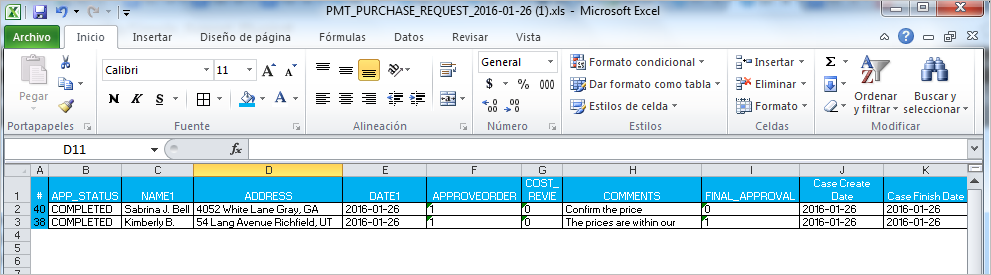 PMT_PURCHASE_REQUEST_2016-01-26 (1).xls - Microsoft Excel
Archivo Inicio Insertar Diseño de página Fórmulas Datos Revisar Vista
Calibri 11 General Formato condicional Insertar Σ
Pegar Dar formato como tabla Eliminar Ordenar y filtrar Buscar y seleccionar
N K S A $ % 000 Estilos de celda Formato
Portapapeles Fuente Alineación Número Estilos Celdas Modificar
D11 fx
A B C D E F G H I J K
1 # APP_STATUS NAME1 ADDRESS DATE1 APPROVEORDER COST_REVIE COMMENTS FINAL_APPROVAL Case Create Date Case Finish Date
2 40 COMPLETED Sabrina J. Bell 4052 White Lane Gray, GA 2016-01-26 1 0 Confirm the price 0 2016-01-26 2016-01-26
3 38 COMPLETED Kimberly B. 54 Lang Avenue Richfield, UT 2016-01-26 1 0 The prices are within our 1 2016-01-26 2016-01-26
4
5
6